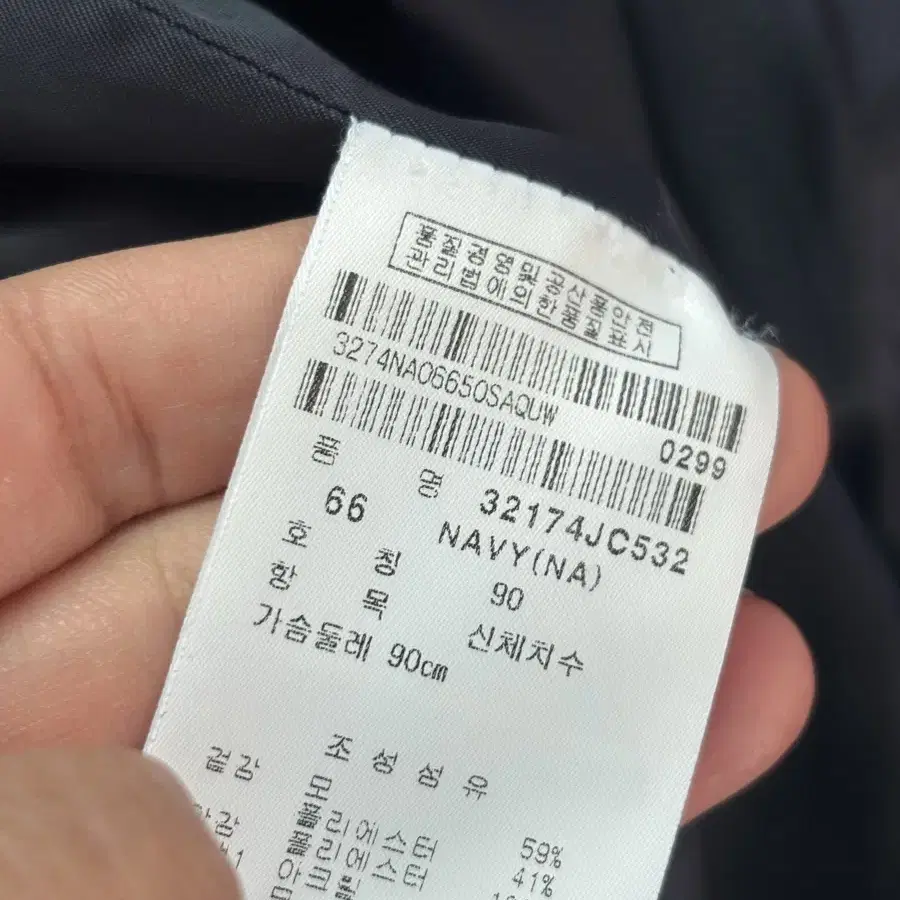 품질경영및공산품안전
관리법에의한품질표시
3274NA06650SAQUW
0299
품 명 32174JC532
66 NAVY(NA)
호 칭 90
항 목 신체치수
가슴둘레 90cm
조 성 섬 유
겉감 모 59%
폴리에스터 41%
폴리에스터
아크릴